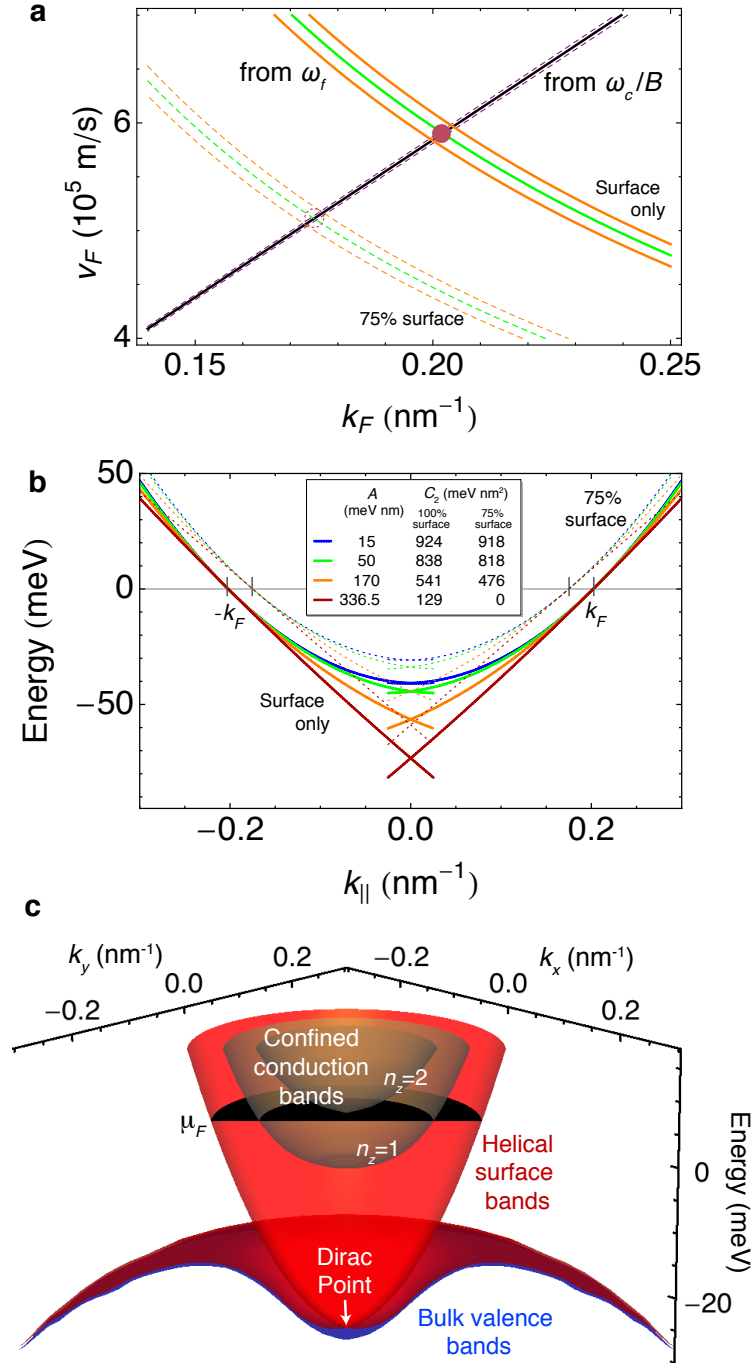 a
from ω_f
from ω_c/B
6
4
v_F (10⁵ m/s)
Surface
only
75% surface
0.15
0.20
0.25
k_F (nm⁻¹)
b
50
0
−50
Energy (meV)
A
(meV nm)
C₂ (meV nm²)
100%
surface
75%
surface
15 924 918
50 838 818
170 541 476
336.5 129 0
75%
surface
-k_F
k_F
Surface
only
−0.2
0.0
0.2
k_|| (nm⁻¹)
c
k_y (nm⁻¹)
k_x (nm⁻¹)
−0.2
0.0
0.2
−0.2
0.0
0.2
Confined
conduction
bands
n_z=2
μ_F
n_z=1
Helical
surface
bands
Dirac
Point
Bulk valence
bands
0
−20
Energy (meV)